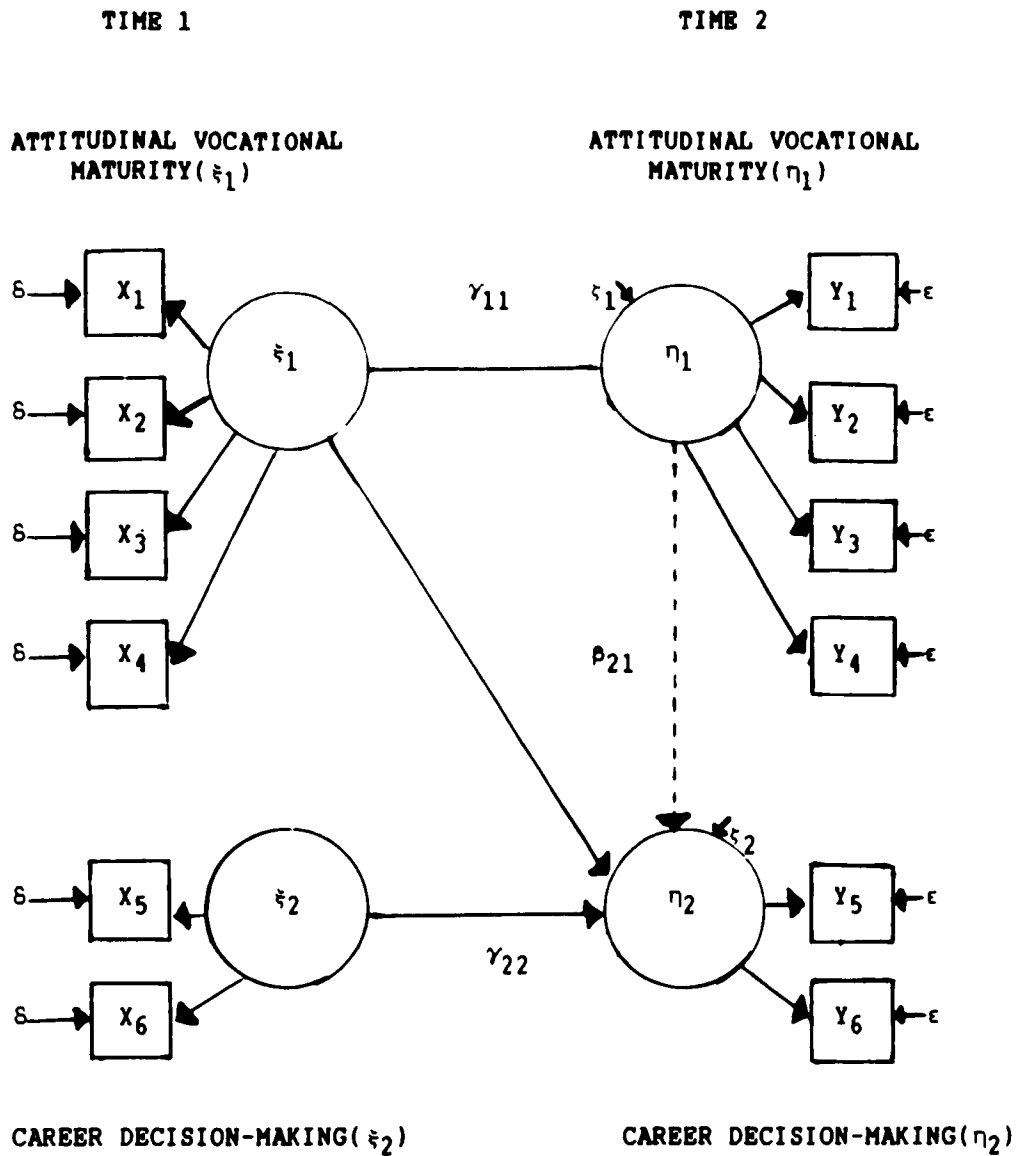 TIME 1 TIME 2
ATTITUDINAL VOCATIONAL ATTITUDINAL VOCATIONAL
MATURITY(ξ1) MATURITY(η1)
δ X1 γ11 ζ1 Y1 ε
ξ1 η1
δ X2 Y2 ε
δ X3 Y3 ε
δ X4 β21 Y4 ε
ζ2
δ X5 ξ2 η2 Y5 ε
γ22
δ X6 Y6 ε
CAREER DECISION-MAKING(ξ2) CAREER DECISION-MAKING(η2)